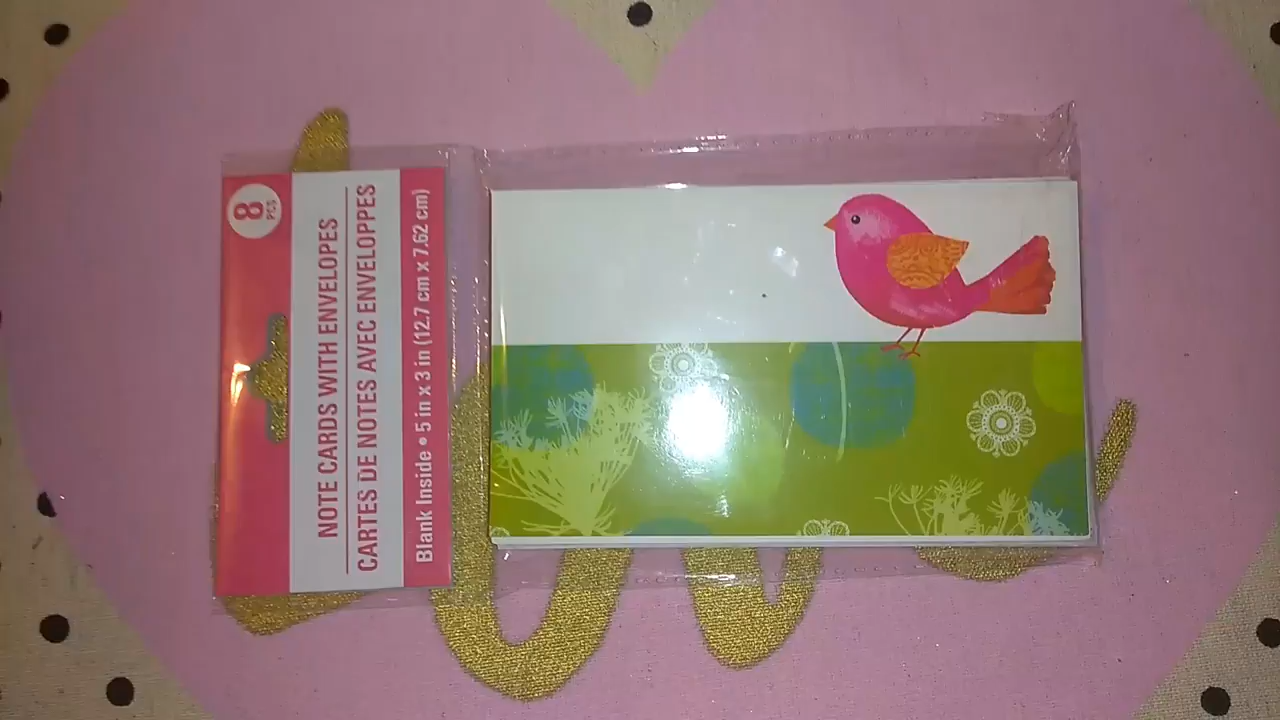 8
PCS
NOTE CARDS WITH ENVELOPES
CARTES DE NOTES AVEC ENVELOPPES
Blank Inside • 5 in x 3 in (12.7 cm x 7.62 cm)